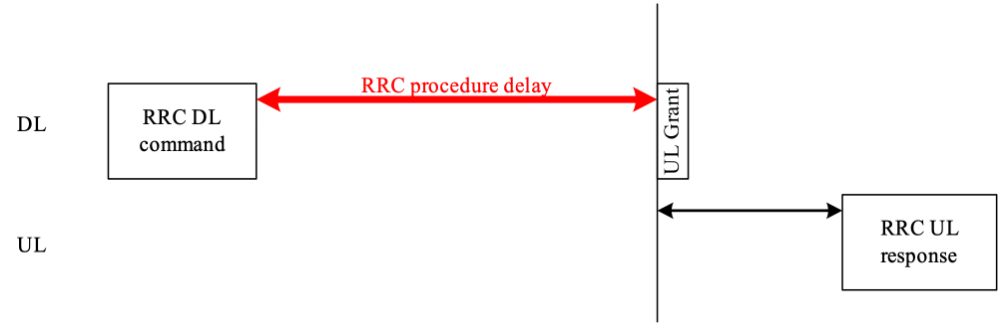 RRC procedure delay
DL
RRC DL
command
UL Grant
UL
RRC UL
response